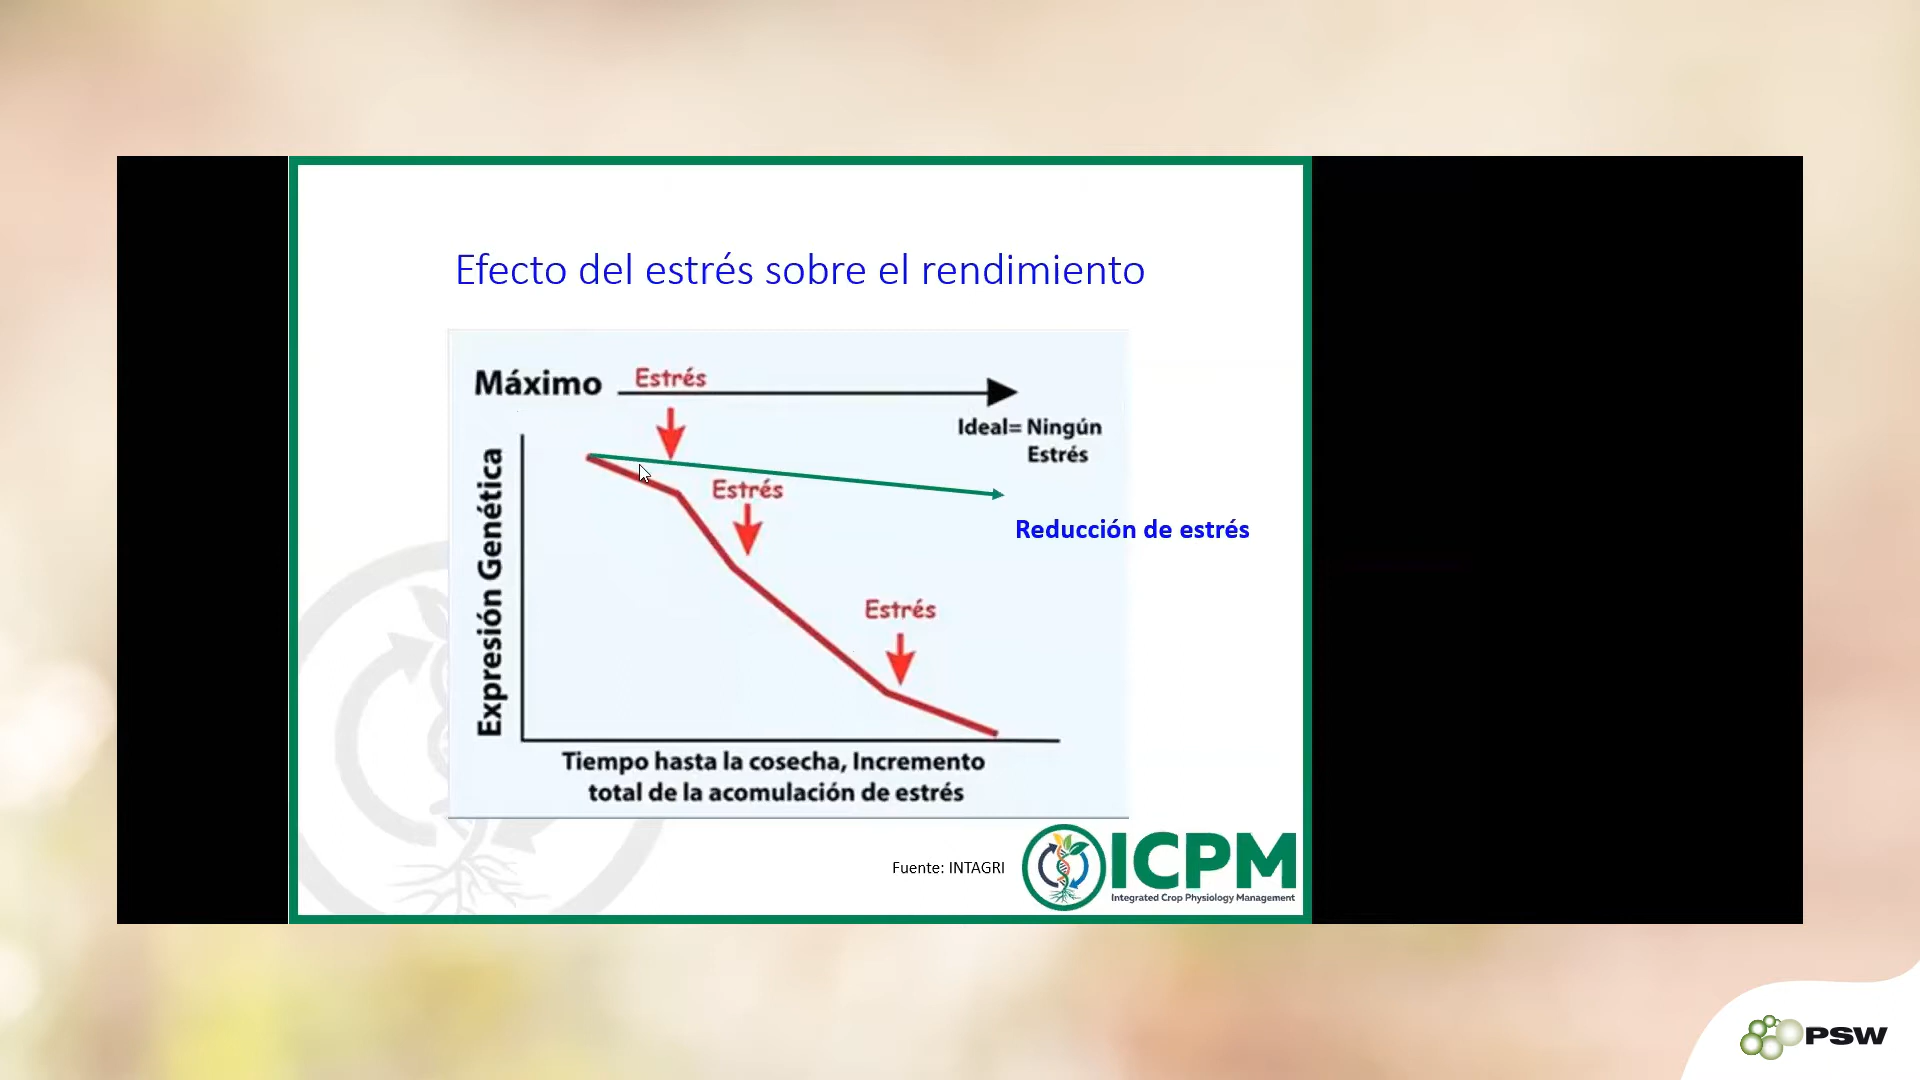 Efecto del estrés sobre el rendimiento
Máximo
Estrés
Ideal= Ningún
Estrés
Estrés
Reducción de estrés
Estrés
Expresión Genética
Tiempo hasta la cosecha, Incremento
total de la acomulación de estrés
Fuente: INTAGRI
ICPM
Integrated Crop Physiology Management
PSW